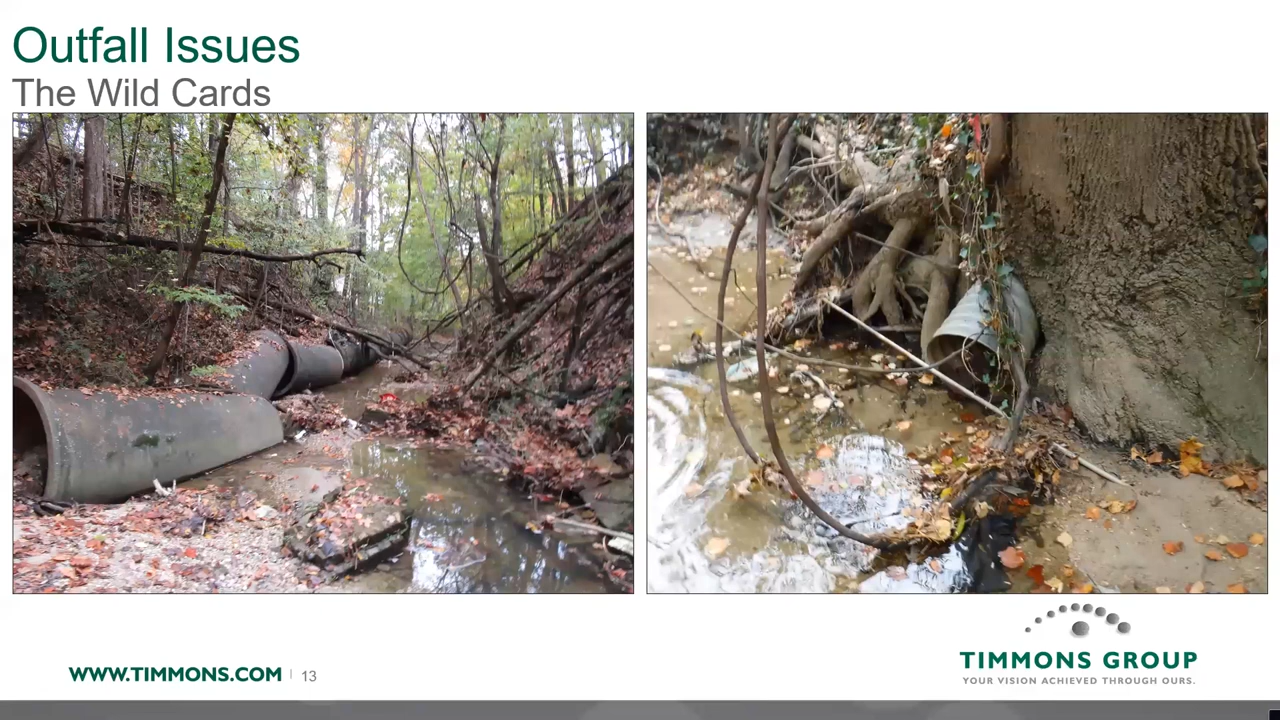 Outfall Issues
The Wild Cards
WWW.TIMMONS.COM | 13
TIMMONS GROUP
YOUR VISION ACHIEVED THROUGH OURS.